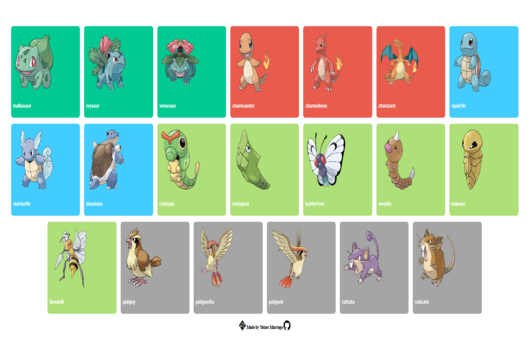 bulbasaur
ivysaur
venusaur
charmander
charmeleon
charizard
squirtle
wartortle
blastoise
caterpie
metapod
butterfree
weedle
kakuna
beedrill
pidgey
pidgeotto
pidgeot
rattata
raticate